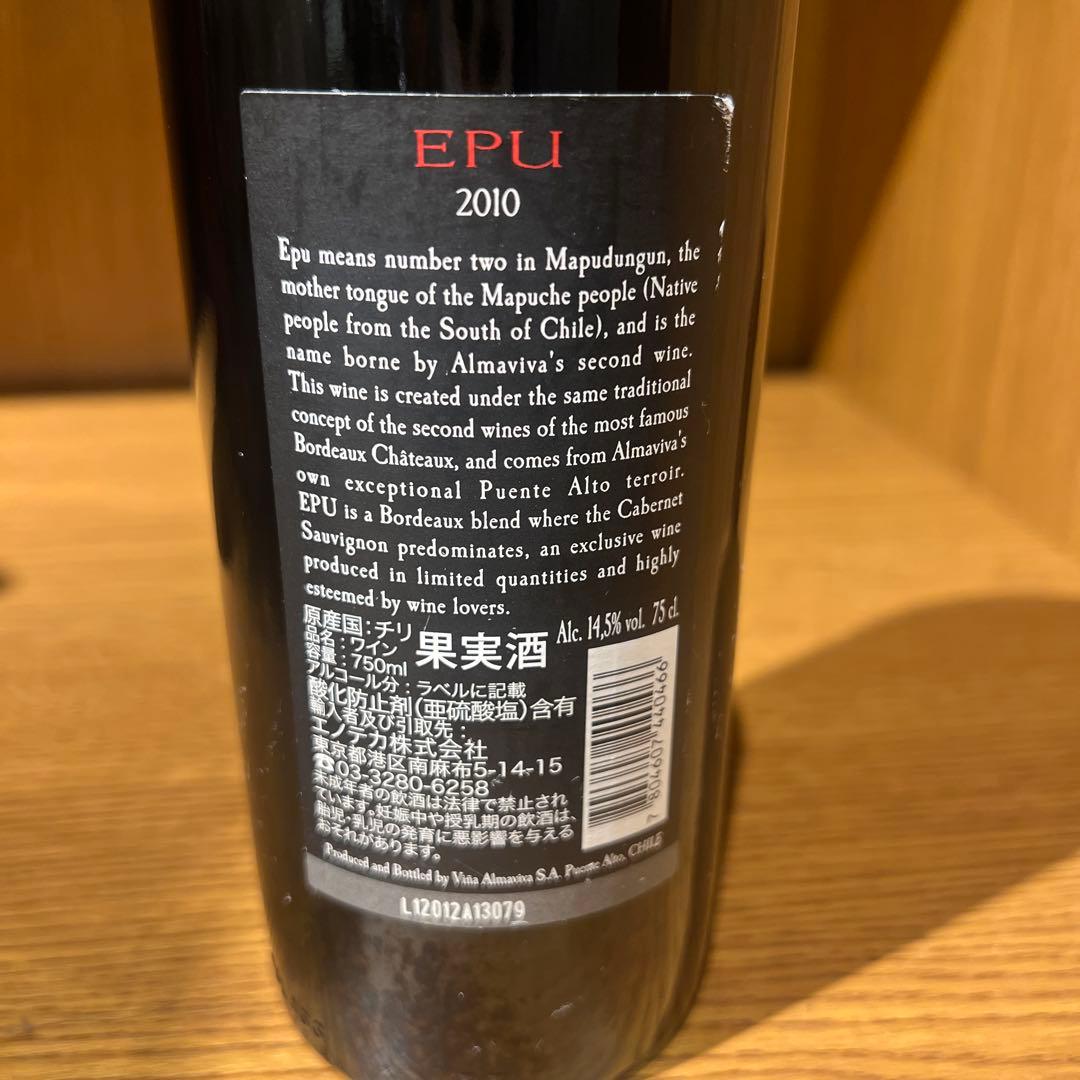 EPU
2010
Epu means number two in Mapudungun, the
mother tongue of the Mapuche people (Native
people from the South of Chile), and is the
name borne by Almaviva's second wine.
This wine is created under the same traditional
concept of the second wines of the most famous
Bordeaux Châteaux, and comes from Almaviva's
own exceptional Puente Alto terroir.
EPU is a Bordeaux blend where the Cabernet
Sauvignon predominates, an exclusive wine
produced in limited quantities and highly
esteemed by wine lovers.
Alc. 14,5% vol. 75 cl.
原産国:チリ
品名:ワイン
容量:750ml
果実酒
アルコール分:ラベルに記載
酸化防止剤(亜硫酸塩)含有
輸入者及び引取先:
エノテカ株式会社
東京都港区南麻布5-14-15
☎03-3280-6258
未成年者の飲酒は法律で禁止され
ています。妊娠中や授乳期の飲酒は、
胎児・乳児の発育に悪影響を与える
おそれがあります。
7 804607 440466
Produced and Bottled by Viña Almaviva S.A. Puente Alto, CHILE
L12012A13079